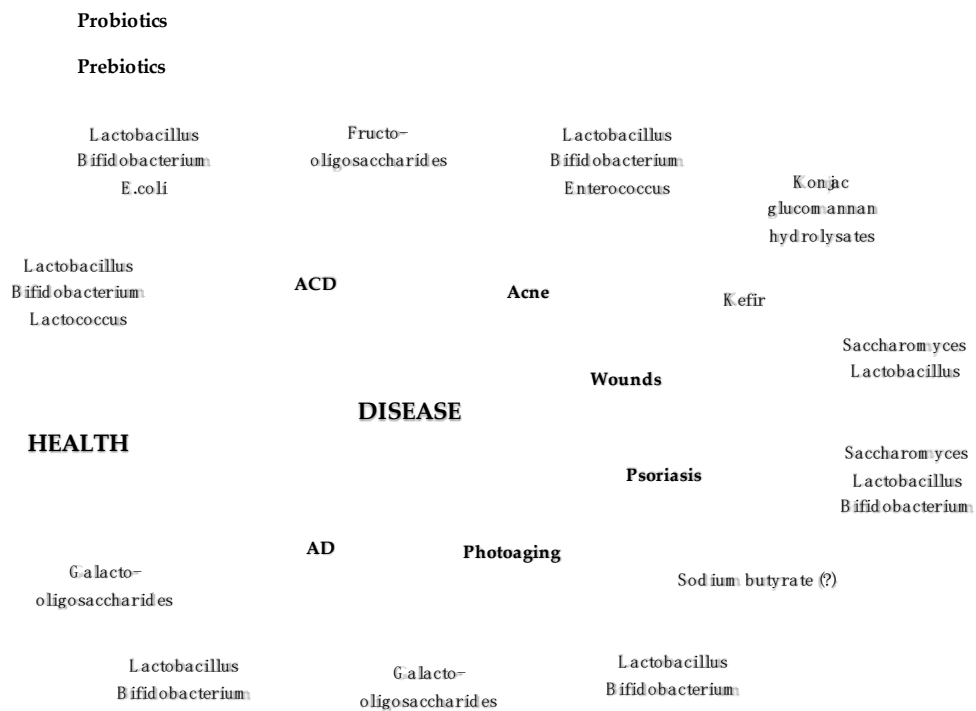 Probiotics
Prebiotics
Lactobacillus
Bifidobacterium
E.coli
Fructo-
oligosaccharides
Lactobacillus
Bifidobacterium
Enterococcus
Konjac
glucomannan
hydrolysates
Lactobacillus
Bifidobacterium
Lactococcus
ACD
Acne
Kefir
Saccharomyces
Lactobacillus
Wounds
DISEASE
HEALTH
Saccharomyces
Lactobacillus
Bifidobacterium
Psoriasis
AD
Photoaging
Galacto-
oligosaccharides
Sodium butyrate (?)
Lactobacillus
Bifidobacterium
Galacto-
oligosaccharides
Lactobacillus
Bifidobacterium